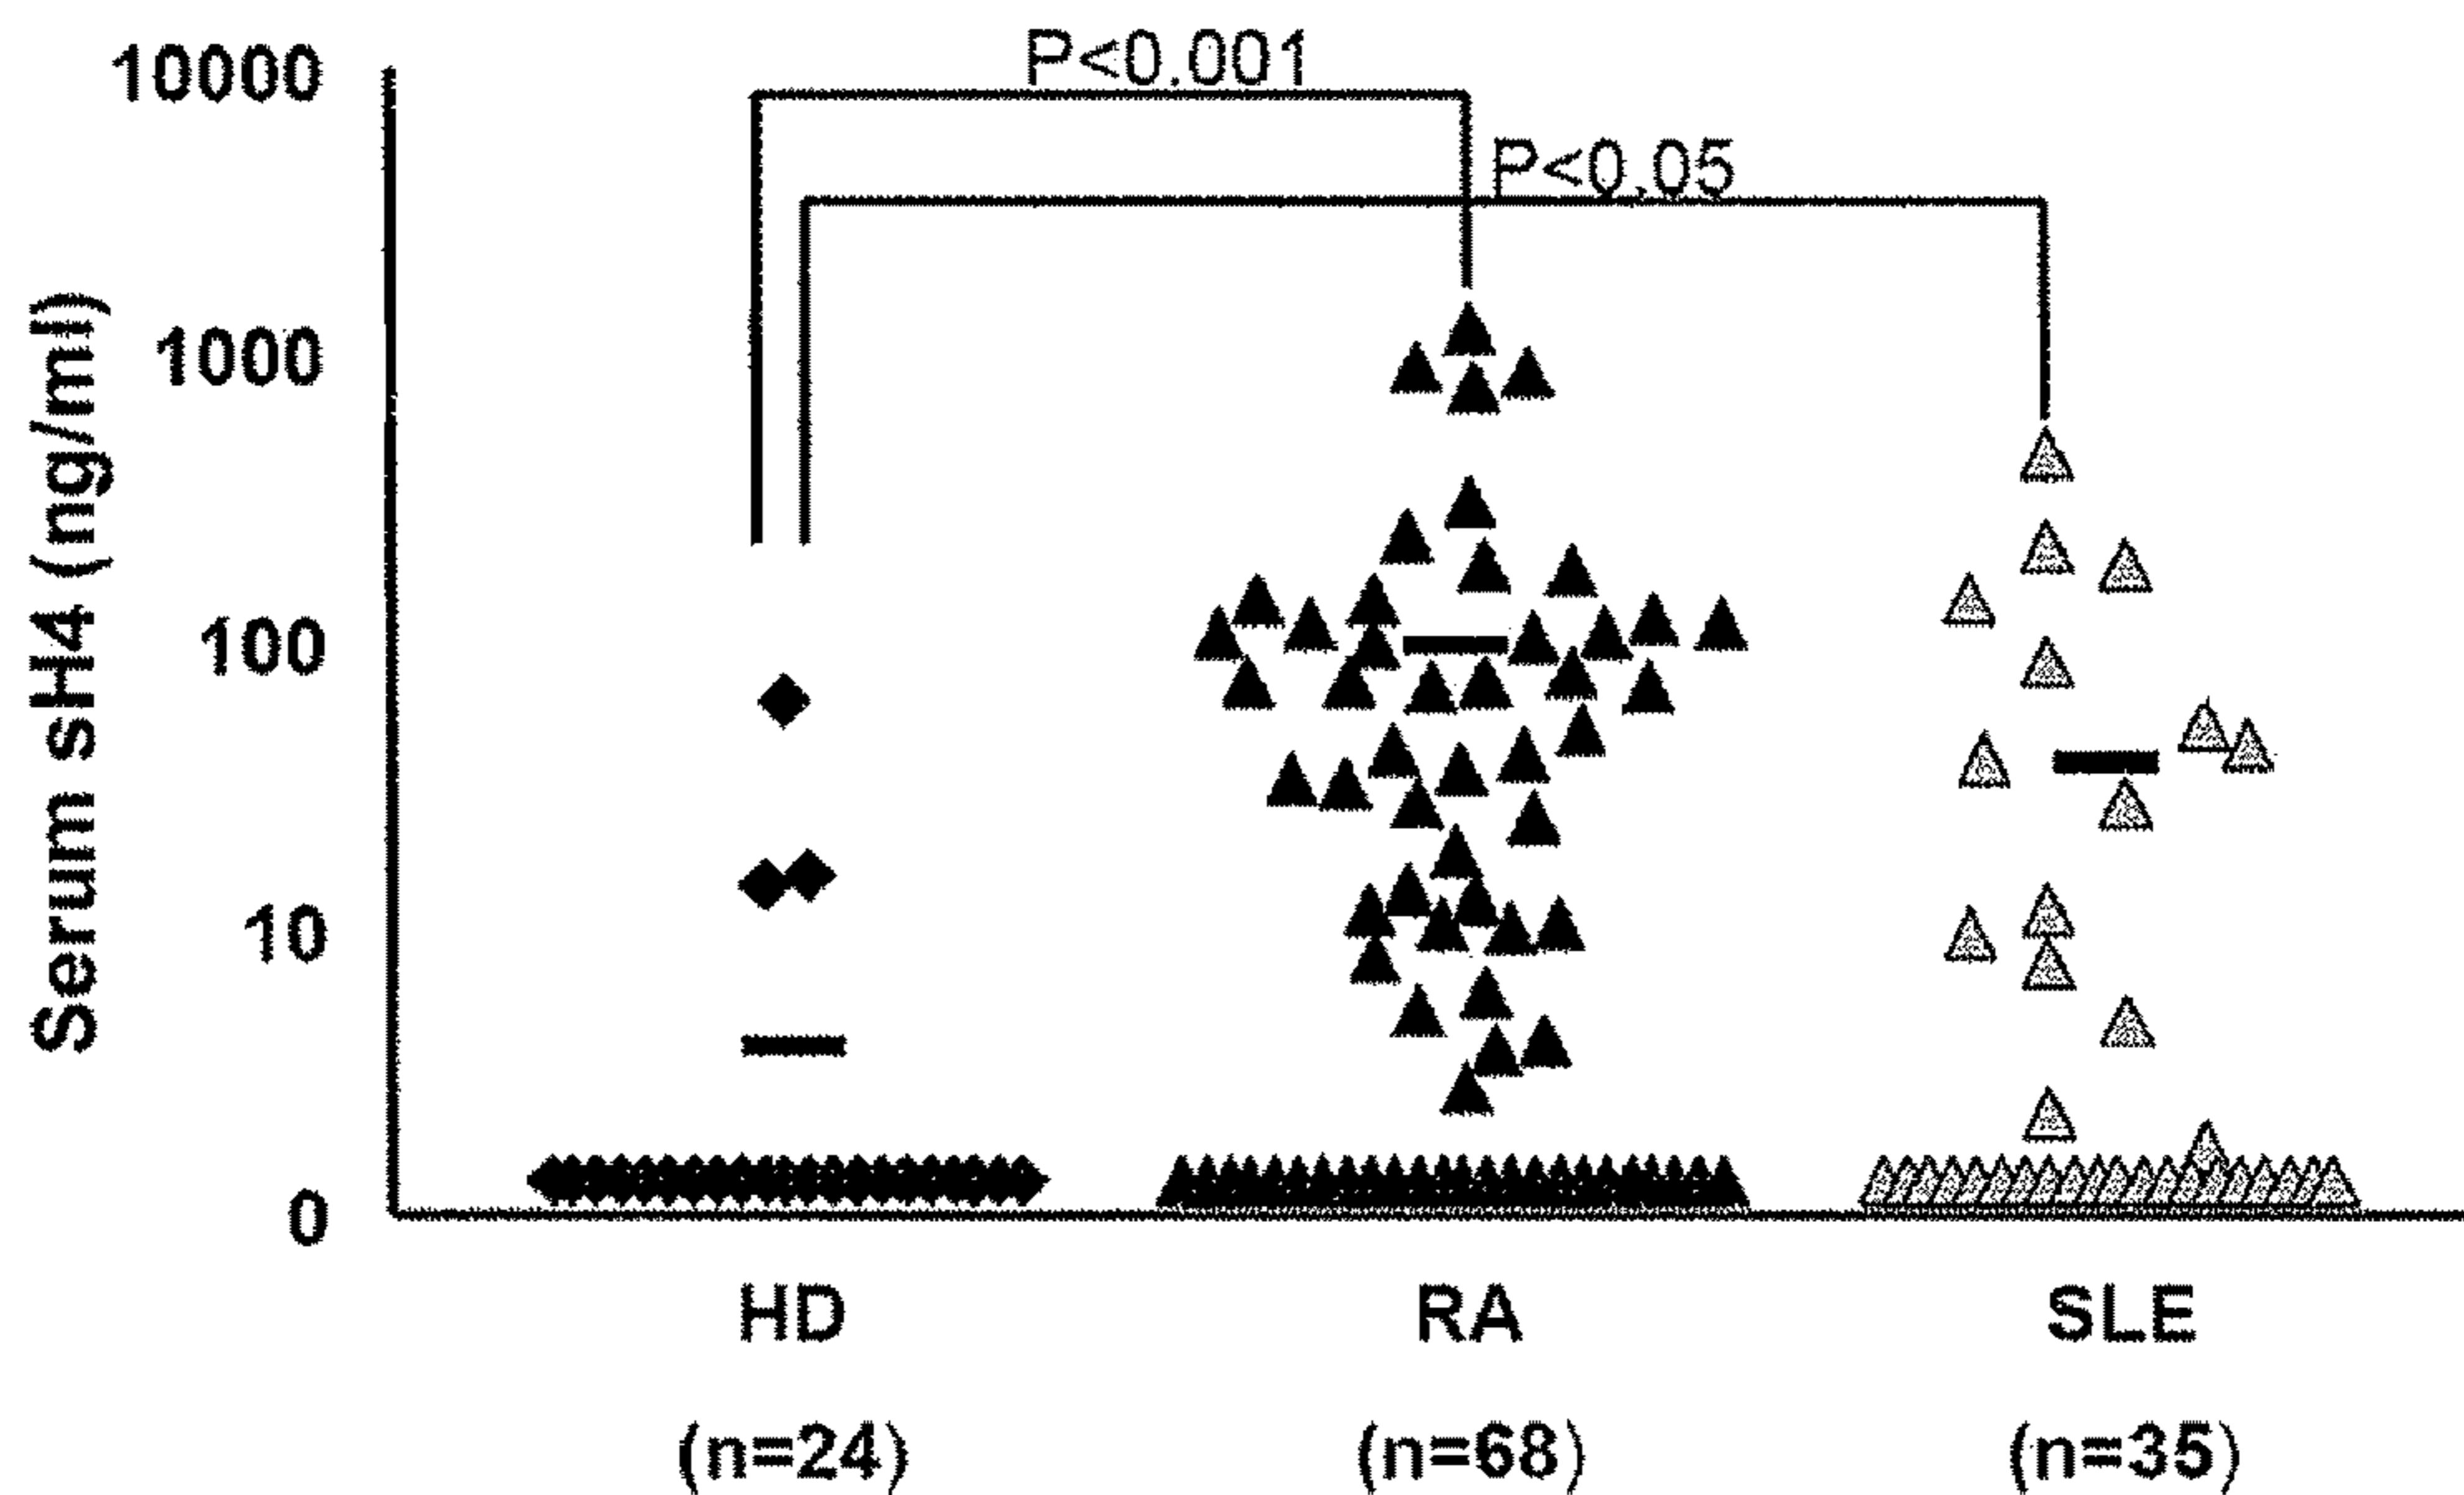 10000
P<0.001
P<0.05
1000
Serum sH4 (ng/ml)
100
10
0
HD
RA
SLE
(n=24)
(n=68)
(n=35)